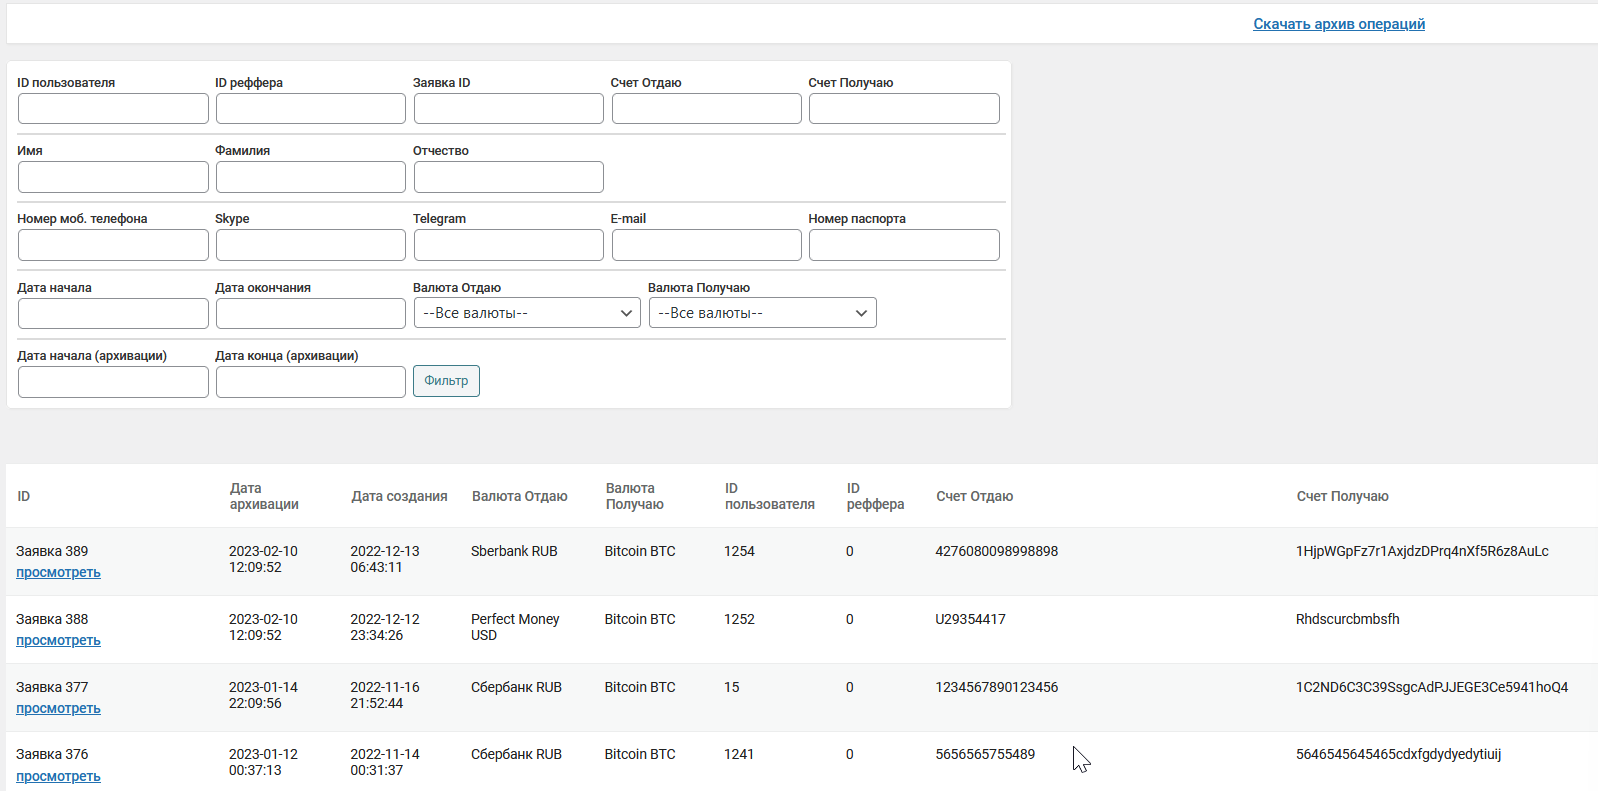 Скачать архив операций
ID пользователя ID реффера Заявка ID Счет Отдаю Счет Получаю
Имя Фамилия Отчество
Номер моб. телефона Skype Telegram E-mail Номер паспорта
Дата начала Дата окончания Валюта Отдаю Валюта Получаю
--Все валюты-- --Все валюты--
Дата начала (архивации) Дата конца (архивации)
Фильтр
ID Дата архивации Дата создания Валюта Отдаю Валюта Получаю ID пользователя ID реффера Счет Отдаю Счет Получаю
Заявка 389 2023-02-10 2022-12-13 Sberbank RUB Bitcoin BTC 1254 0 4276080098998898 1HjpWGpFz7r1AxjdzDPrq4nXf5R6z8AuLc
просмотреть 12:09:52 06:43:11
Заявка 388 2023-02-10 2022-12-12 Perfect Money Bitcoin BTC 1252 0 U29354417 Rhdscurcbmbsfh
просмотреть 12:09:52 23:34:26 USD
Заявка 377 2023-01-14 2022-11-16 Сбербанк RUB Bitcoin BTC 15 0 1234567890123456 1C2ND6C3C39SsgcAdPJJEGE3Ce5941hoQ4
просмотреть 22:09:56 21:52:44
Заявка 376 2023-01-12 2022-11-14 Сбербанк RUB Bitcoin BTC 1241 0 5656565755489 5646545645465cdxfgdydyedytiuij
просмотреть 00:37:13 00:31:37